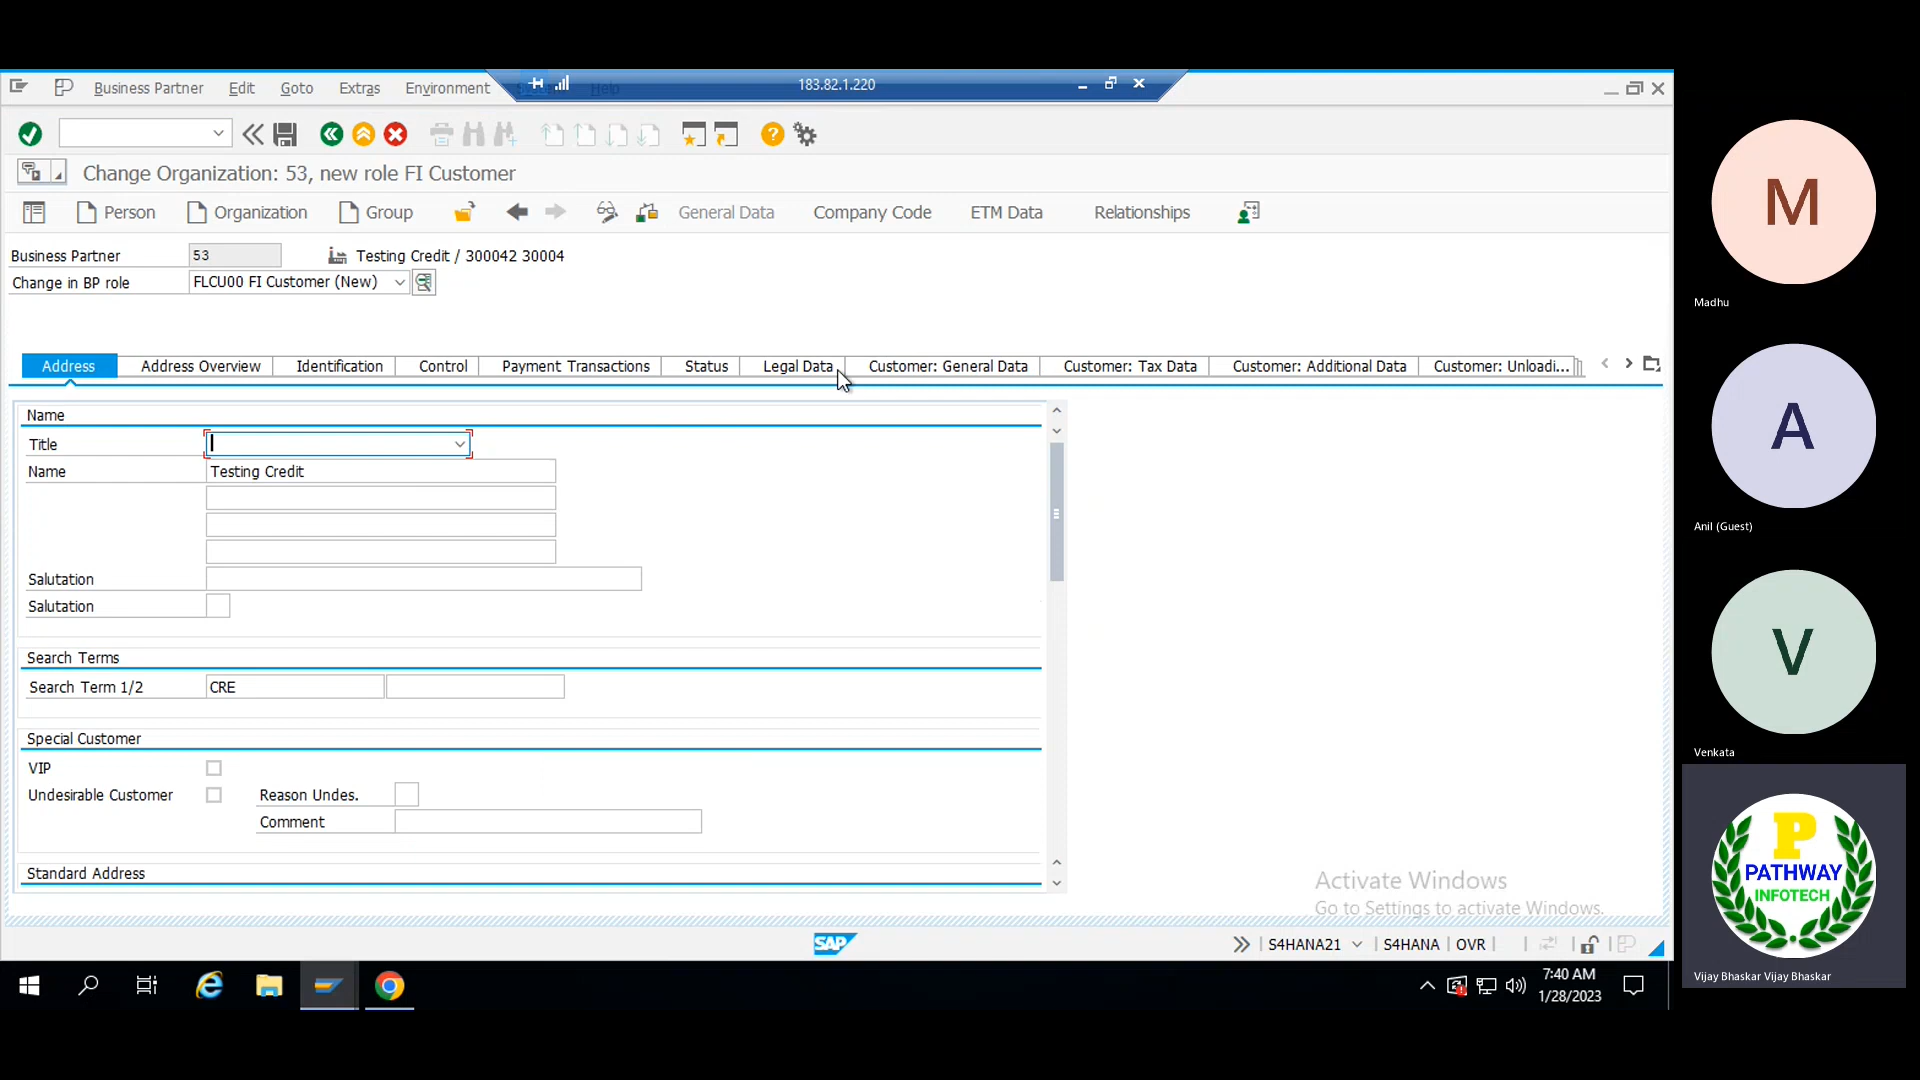 183.82.1.220
Business Partner Edit Goto Extras Environment Help
Change Organization: 53, new role FI Customer
Person Organization Group General Data Company Code ETM Data Relationships
Business Partner 53 Testing Credit / 300042 30004
Change in BP role FLCU00 FI Customer (New)
Address Address Overview Identification Control Payment Transactions Status Legal Data Customer: General Data Customer: Tax Data Customer: Additional Data Customer: Unloadi...
Name
Title
Name Testing Credit
Salutation
Salutation
Search Terms
Search Term 1/2 CRE
Special Customer
VIP
Undesirable Customer Reason Undes.
Comment
Standard Address
Activate Windows
Go to Settings to activate Windows.
SAP S4HANA21 S4HANA OVR
7:40 AM
1/28/2023
M
Madhu
A
Anil (Guest)
V
Venkata
P
PATHWAY
INFOTECH
Vijay Bhaskar Vijay Bhaskar